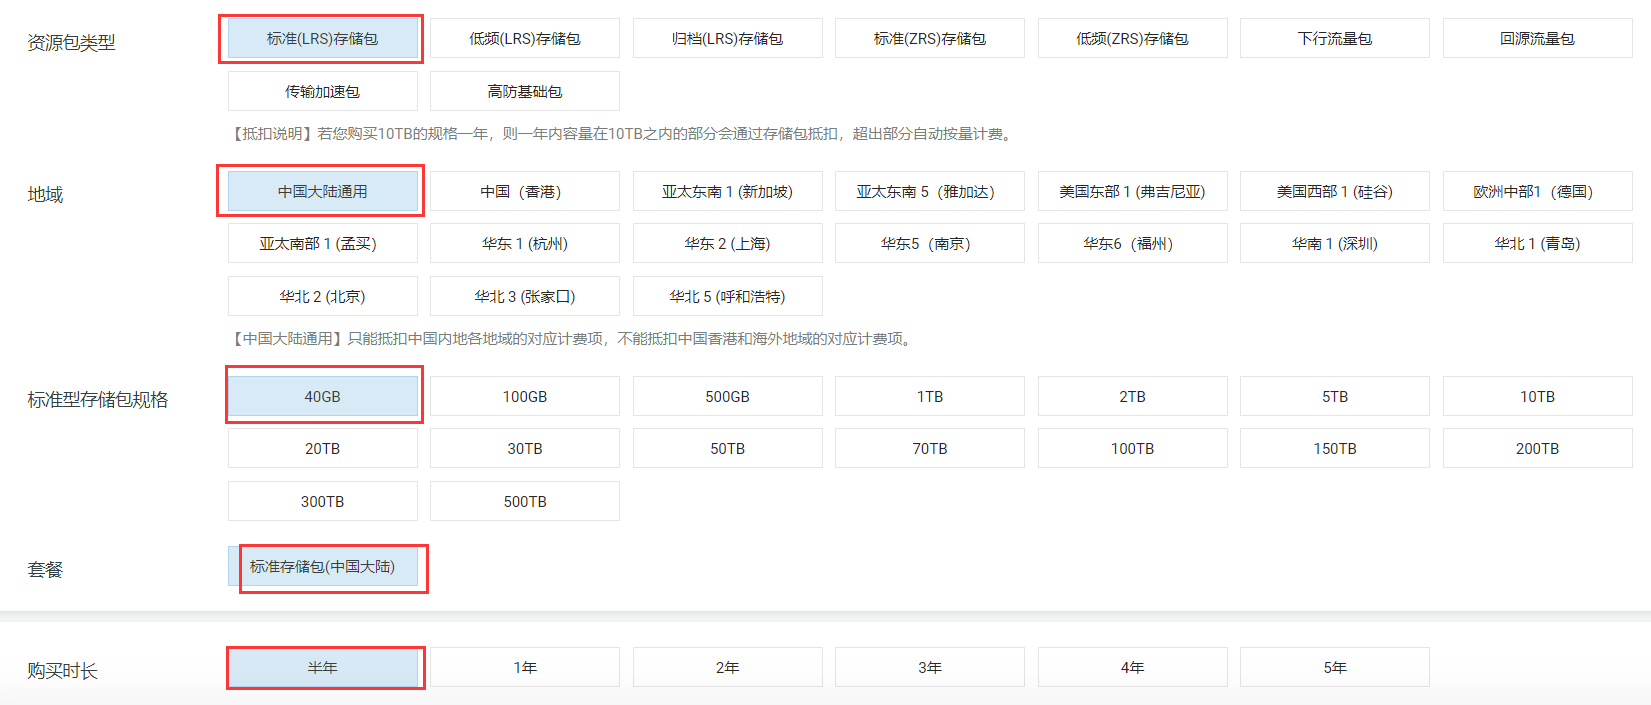 资源包类型
标准(LRS)存储包 低频(LRS)存储包 归档(LRS)存储包 标准(ZRS)存储包 低频(ZRS)存储包 下行流量包 回源流量包
传输加速包 高防基础包
【抵扣说明】若您购买10TB的规格一年，则一年内容量在10TB之内的部分会通过存储包抵扣，超出部分自动按量计费。
地域
中国大陆通用 中国（香港） 亚太东南 1 (新加坡) 亚太东南 5（雅加达） 美国东部 1 (弗吉尼亚) 美国西部 1 (硅谷) 欧洲中部1（德国）
亚太南部 1 (孟买) 华东 1 (杭州) 华东 2 (上海) 华东5（南京） 华东6（福州） 华南 1 (深圳) 华北 1 (青岛)
华北 2 (北京) 华北 3 (张家口) 华北 5 (呼和浩特)
【中国大陆通用】只能抵扣中国内地各地域的对应计费项，不能抵扣中国香港和海外地域的对应计费项。
标准型存储包规格
40GB 100GB 500GB 1TB 2TB 5TB 10TB
20TB 30TB 50TB 70TB 100TB 150TB 200TB
300TB 500TB
套餐
标准存储包(中国大陆)
购买时长
半年 1年 2年 3年 4年 5年